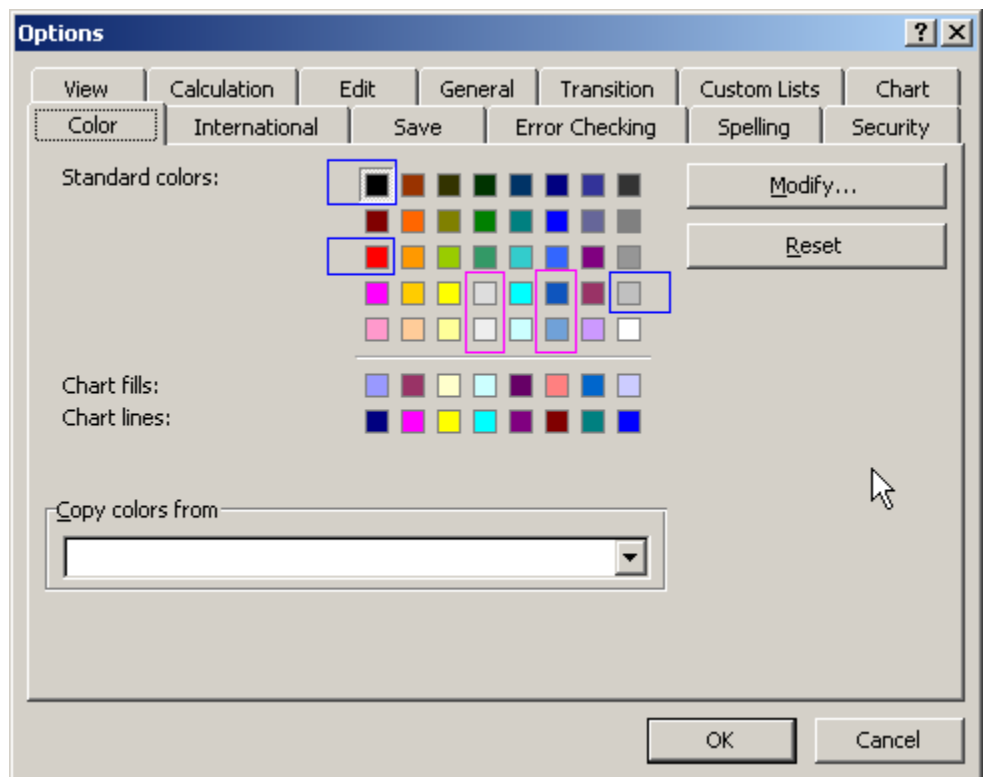 Options
View Calculation Edit General Transition Custom Lists Chart
Color International Save Error Checking Spelling Security
Standard colors:
Modify...
Reset
Chart fills:
Chart lines:
Copy colors from
OK Cancel